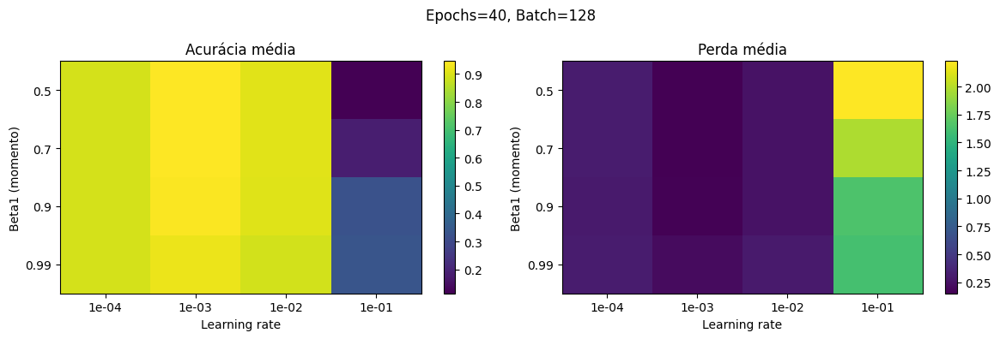 Epochs=40, Batch=128
Acurácia média
Beta1 (momento)
0.5
0.7
0.9
0.99
1e-04 1e-03 1e-02 1e-01
Learning rate
0.9
0.8
0.7
0.6
0.5
0.4
0.3
0.2
Perda média
Beta1 (momento)
0.5
0.7
0.9
0.99
1e-04 1e-03 1e-02 1e-01
Learning rate
2.00
1.75
1.50
1.25
1.00
0.75
0.50
0.25